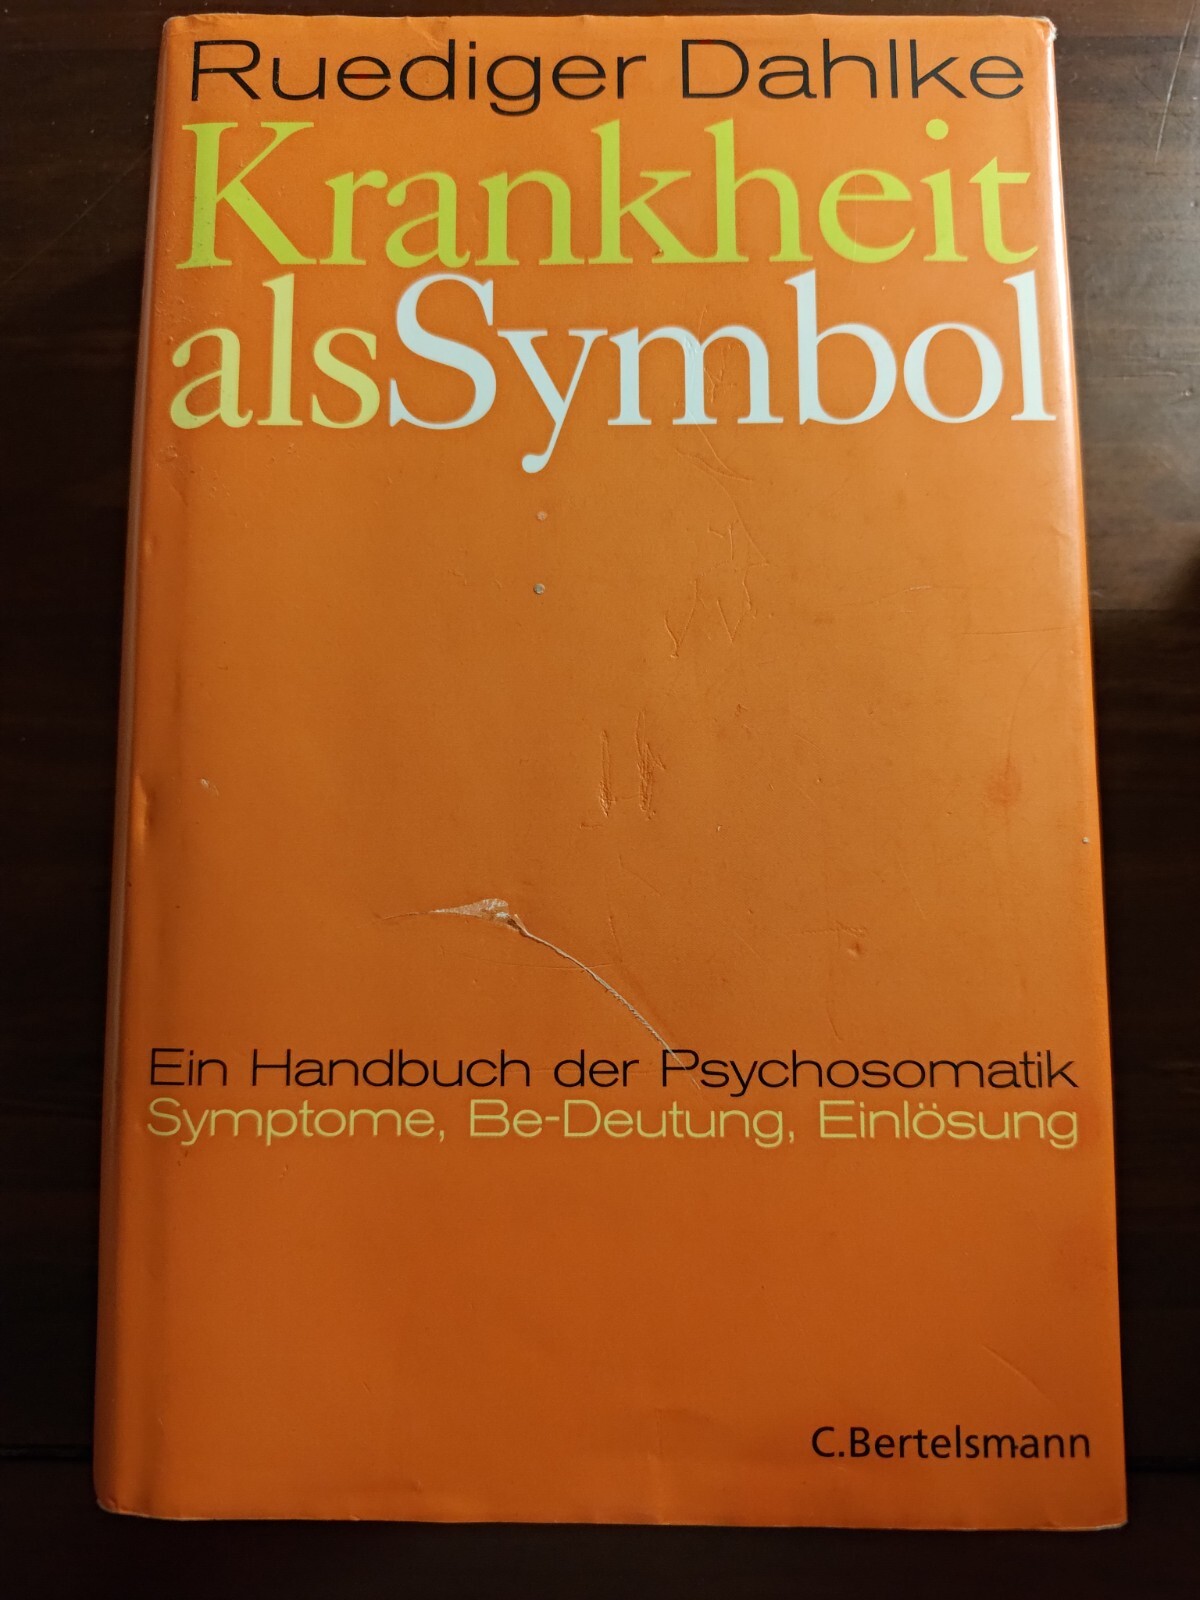 Ruediger Dahlke
Krankheit
alsSymbol
Ein Handbuch der Psychosomatik
Symptome, Be-Deutung, Einlösung
C.Bertelsmann